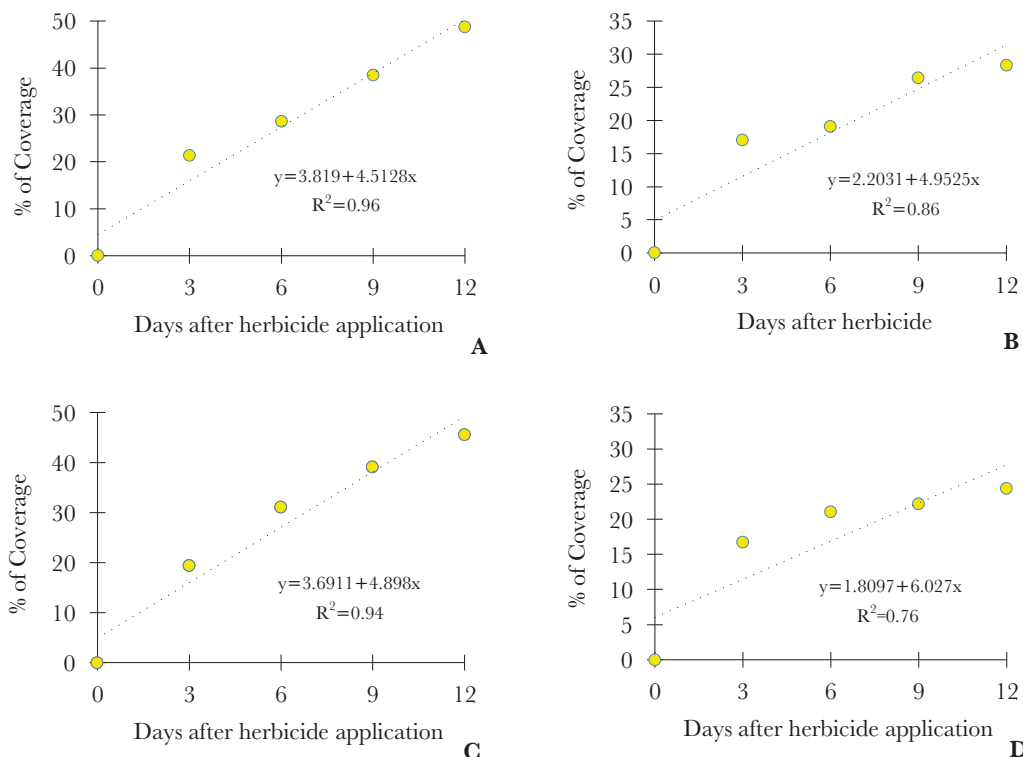 50
40
30
20
10
0
% of Coverage
y=3.819+4.5128x
R²=0.96
0 3 6 9 12
Days after herbicide application
A
35
30
25
20
15
10
5
0
% of Coverage
y=2.2031+4.9525x
R²=0.86
0 3 6 9 12
Days after herbicide
B
50
40
30
20
10
0
% of Coverage
y=3.6911+4.898x
R²=0.94
0 3 6 9 12
Days after herbicide application
C
35
30
25
20
15
10
5
0
% of Coverage
y=1.8097+6.027x
R²=0.76
0 3 6 9 12
Days after herbicide application
D